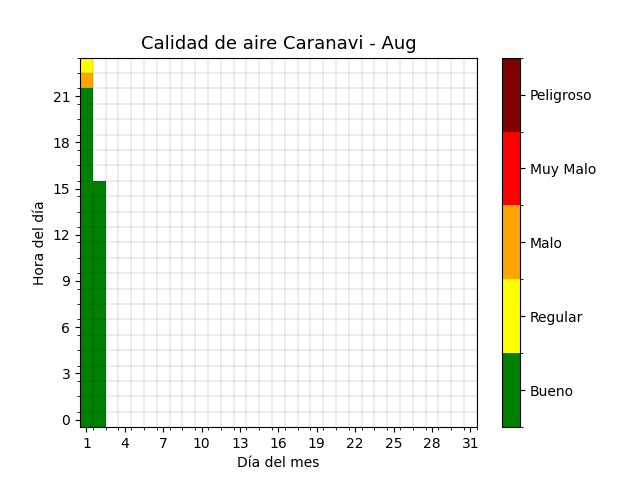 Calidad de aire Caranavi - Aug
Hora del día
21
18
15
12
9
6
3
0
1 4 7 10 13 16 19 22 25 28 31
Día del mes
Peligroso
Muy Malo
Malo
Regular
Bueno